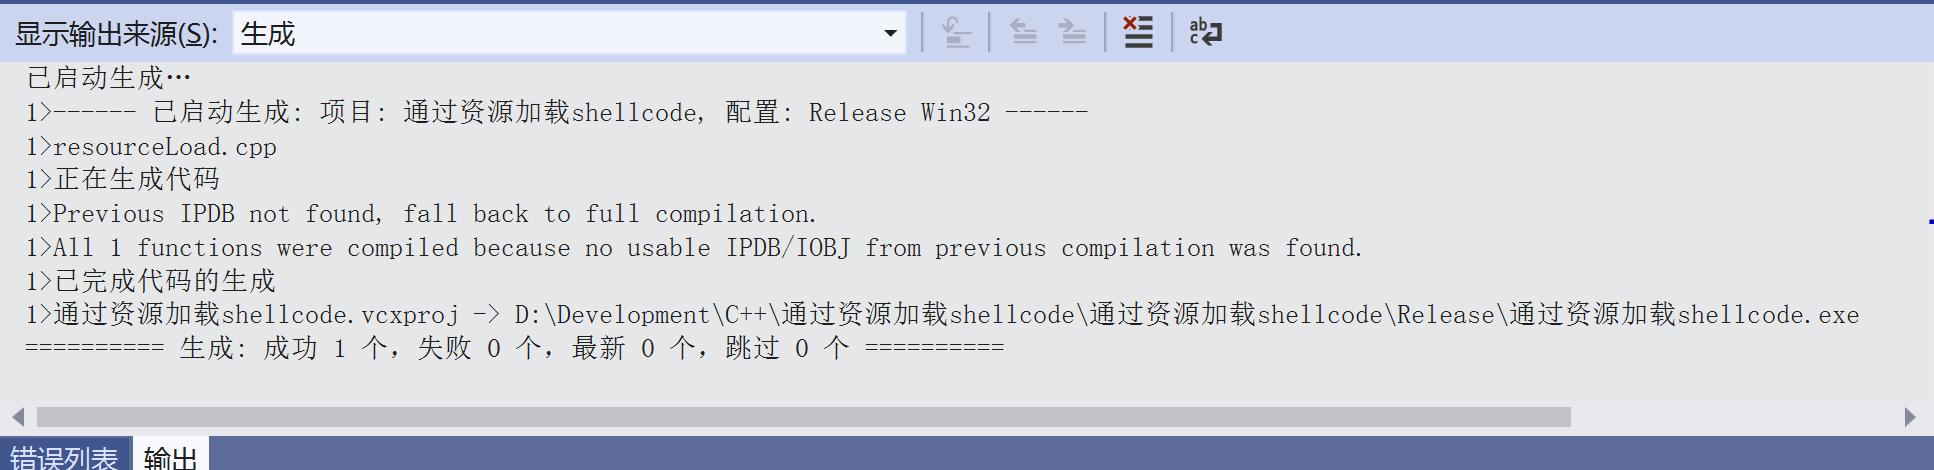 显示输出来源(S): 生成
已启动生成…
1>------ 已启动生成: 项目: 通过资源加载shellcode, 配置: Release Win32 ------
1>resourceLoad.cpp
1>正在生成代码
1>Previous IPDB not found, fall back to full compilation.
1>All 1 functions were compiled because no usable IPDB/IOBJ from previous compilation was found.
1>已完成代码的生成
1>通过资源加载shellcode.vcxproj -> D:\Development\C++\通过资源加载shellcode\通过资源加载shellcode\Release\通过资源加载shellcode.exe
========== 生成: 成功 1 个，失败 0 个，最新 0 个，跳过 0 个 ==========
错误列表 输出